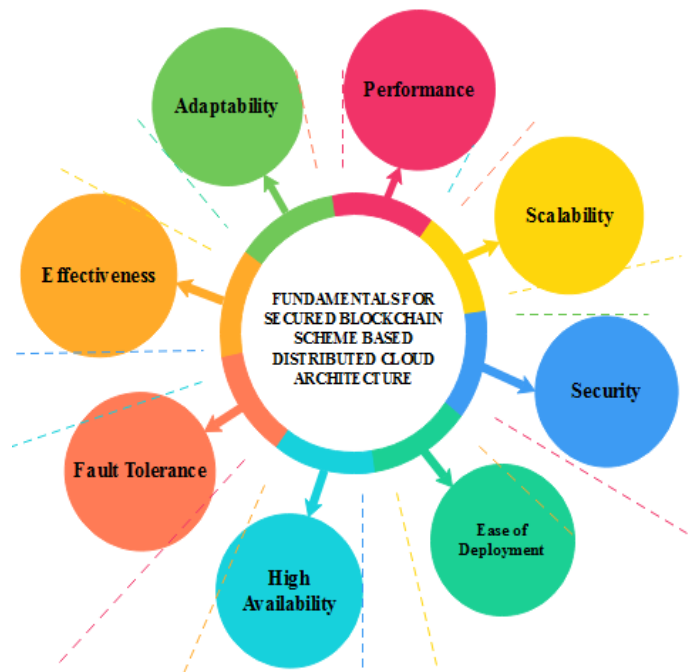 Performance
Adaptability
Scalability
Effectiveness
FUNDAMENTALS FOR
SECURED BLOCKCHAIN
SCHEME BASED
DISTRIBUTED CLOUD
ARCHITECTURE
Security
Fault Tolerance
Ease of
Deployment
High
Availability